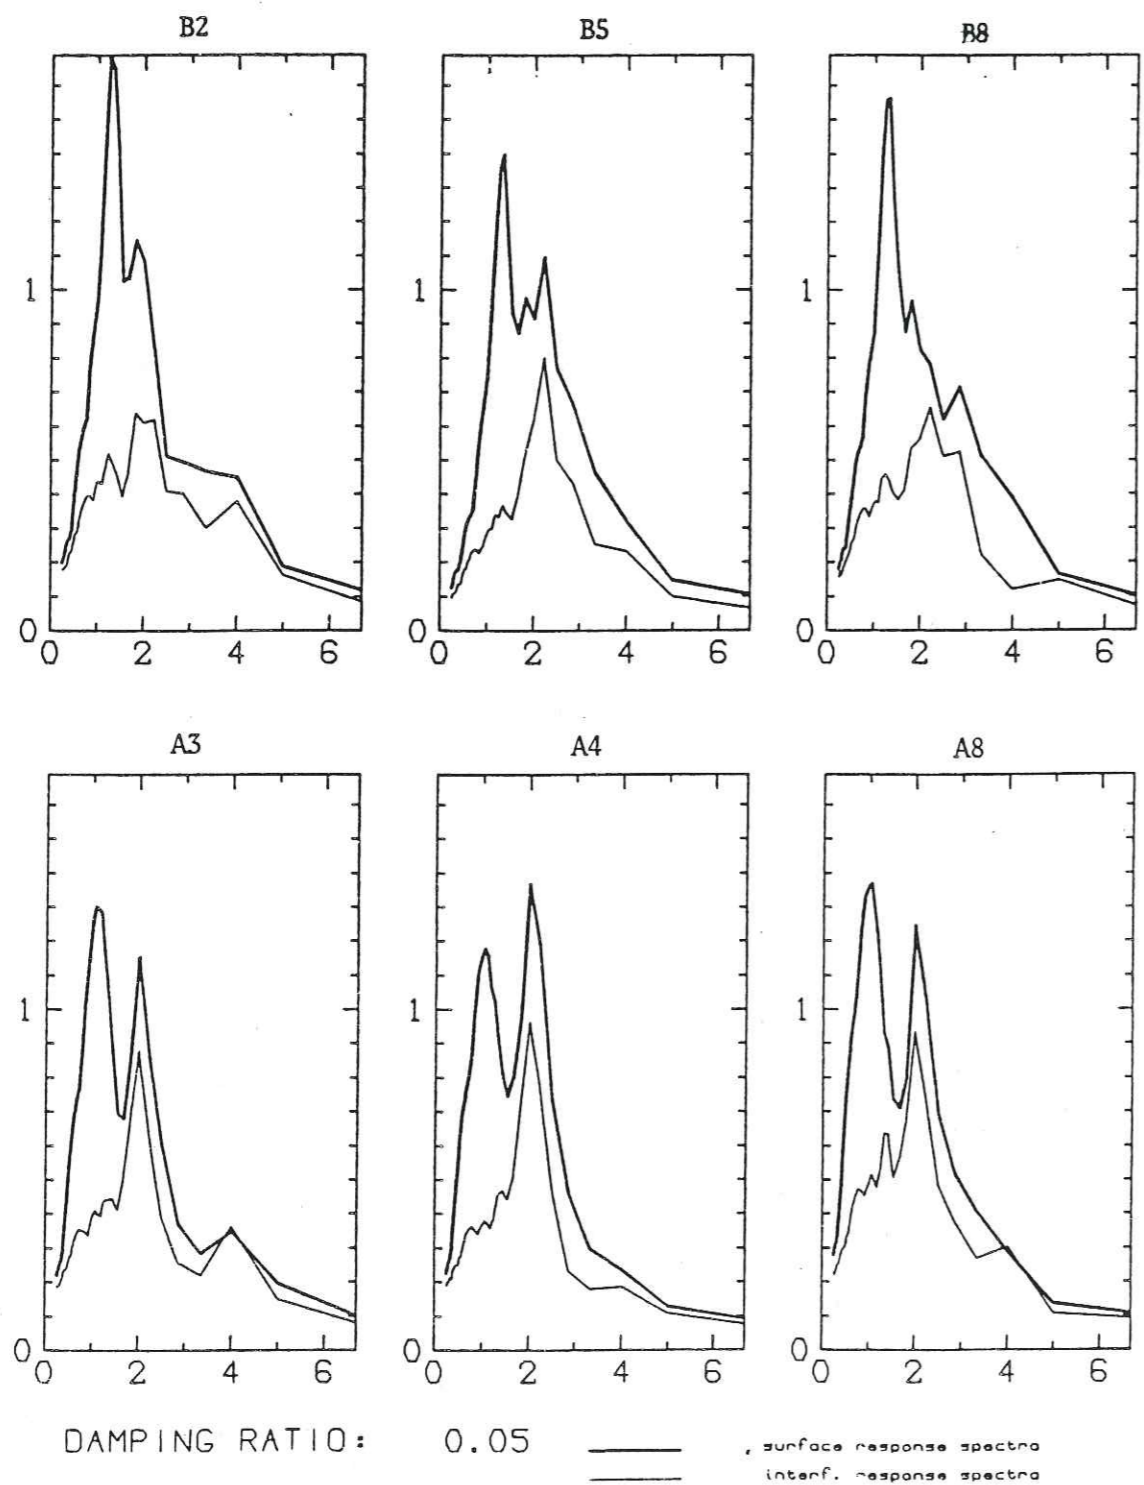 B2 B5 B8
1 1 1
0 0 0
0 2 4 6 0 2 4 6 0 2 4 6
A3 A4 A8
1 1 1
0 0 0
0 2 4 6 0 2 4 6 0 2 4 6
DAMPING RATIO: 0.05
surface response spectra
interf. response spectra